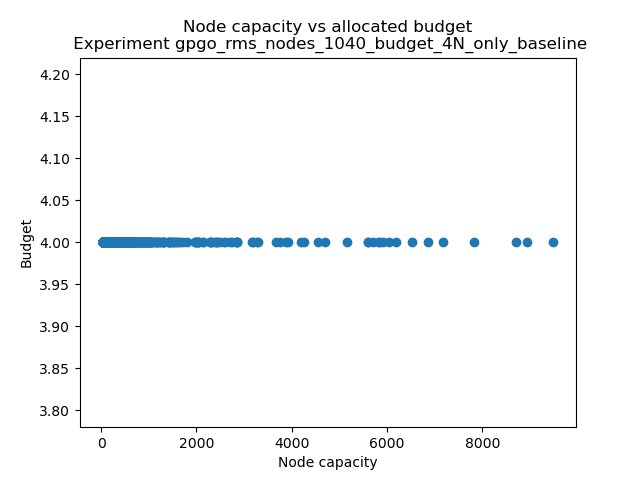 Node capacity vs allocated budget
Experiment gpgo_rms_nodes_1040_budget_4N_only_baseline
4.20
4.15
4.10
4.05
4.00
3.95
3.90
3.85
3.80
Budget
0 2000 4000 6000 8000
Node capacity